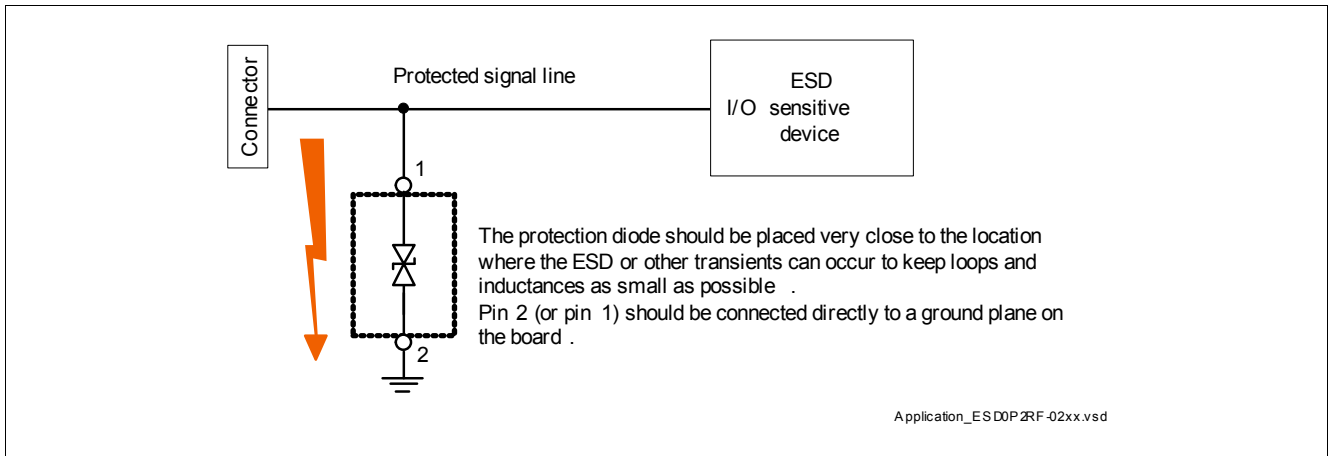 Connector
Protected signal line
ESD
I/O sensitive
device
1
The protection diode should be placed very close to the location
where the ESD or other transients can occur to keep loops and
inductances as small as possible .
Pin 2 (or pin 1) should be connected directly to a ground plane on
the board .
2
Application_ESD0P2RF-02xx.vsd